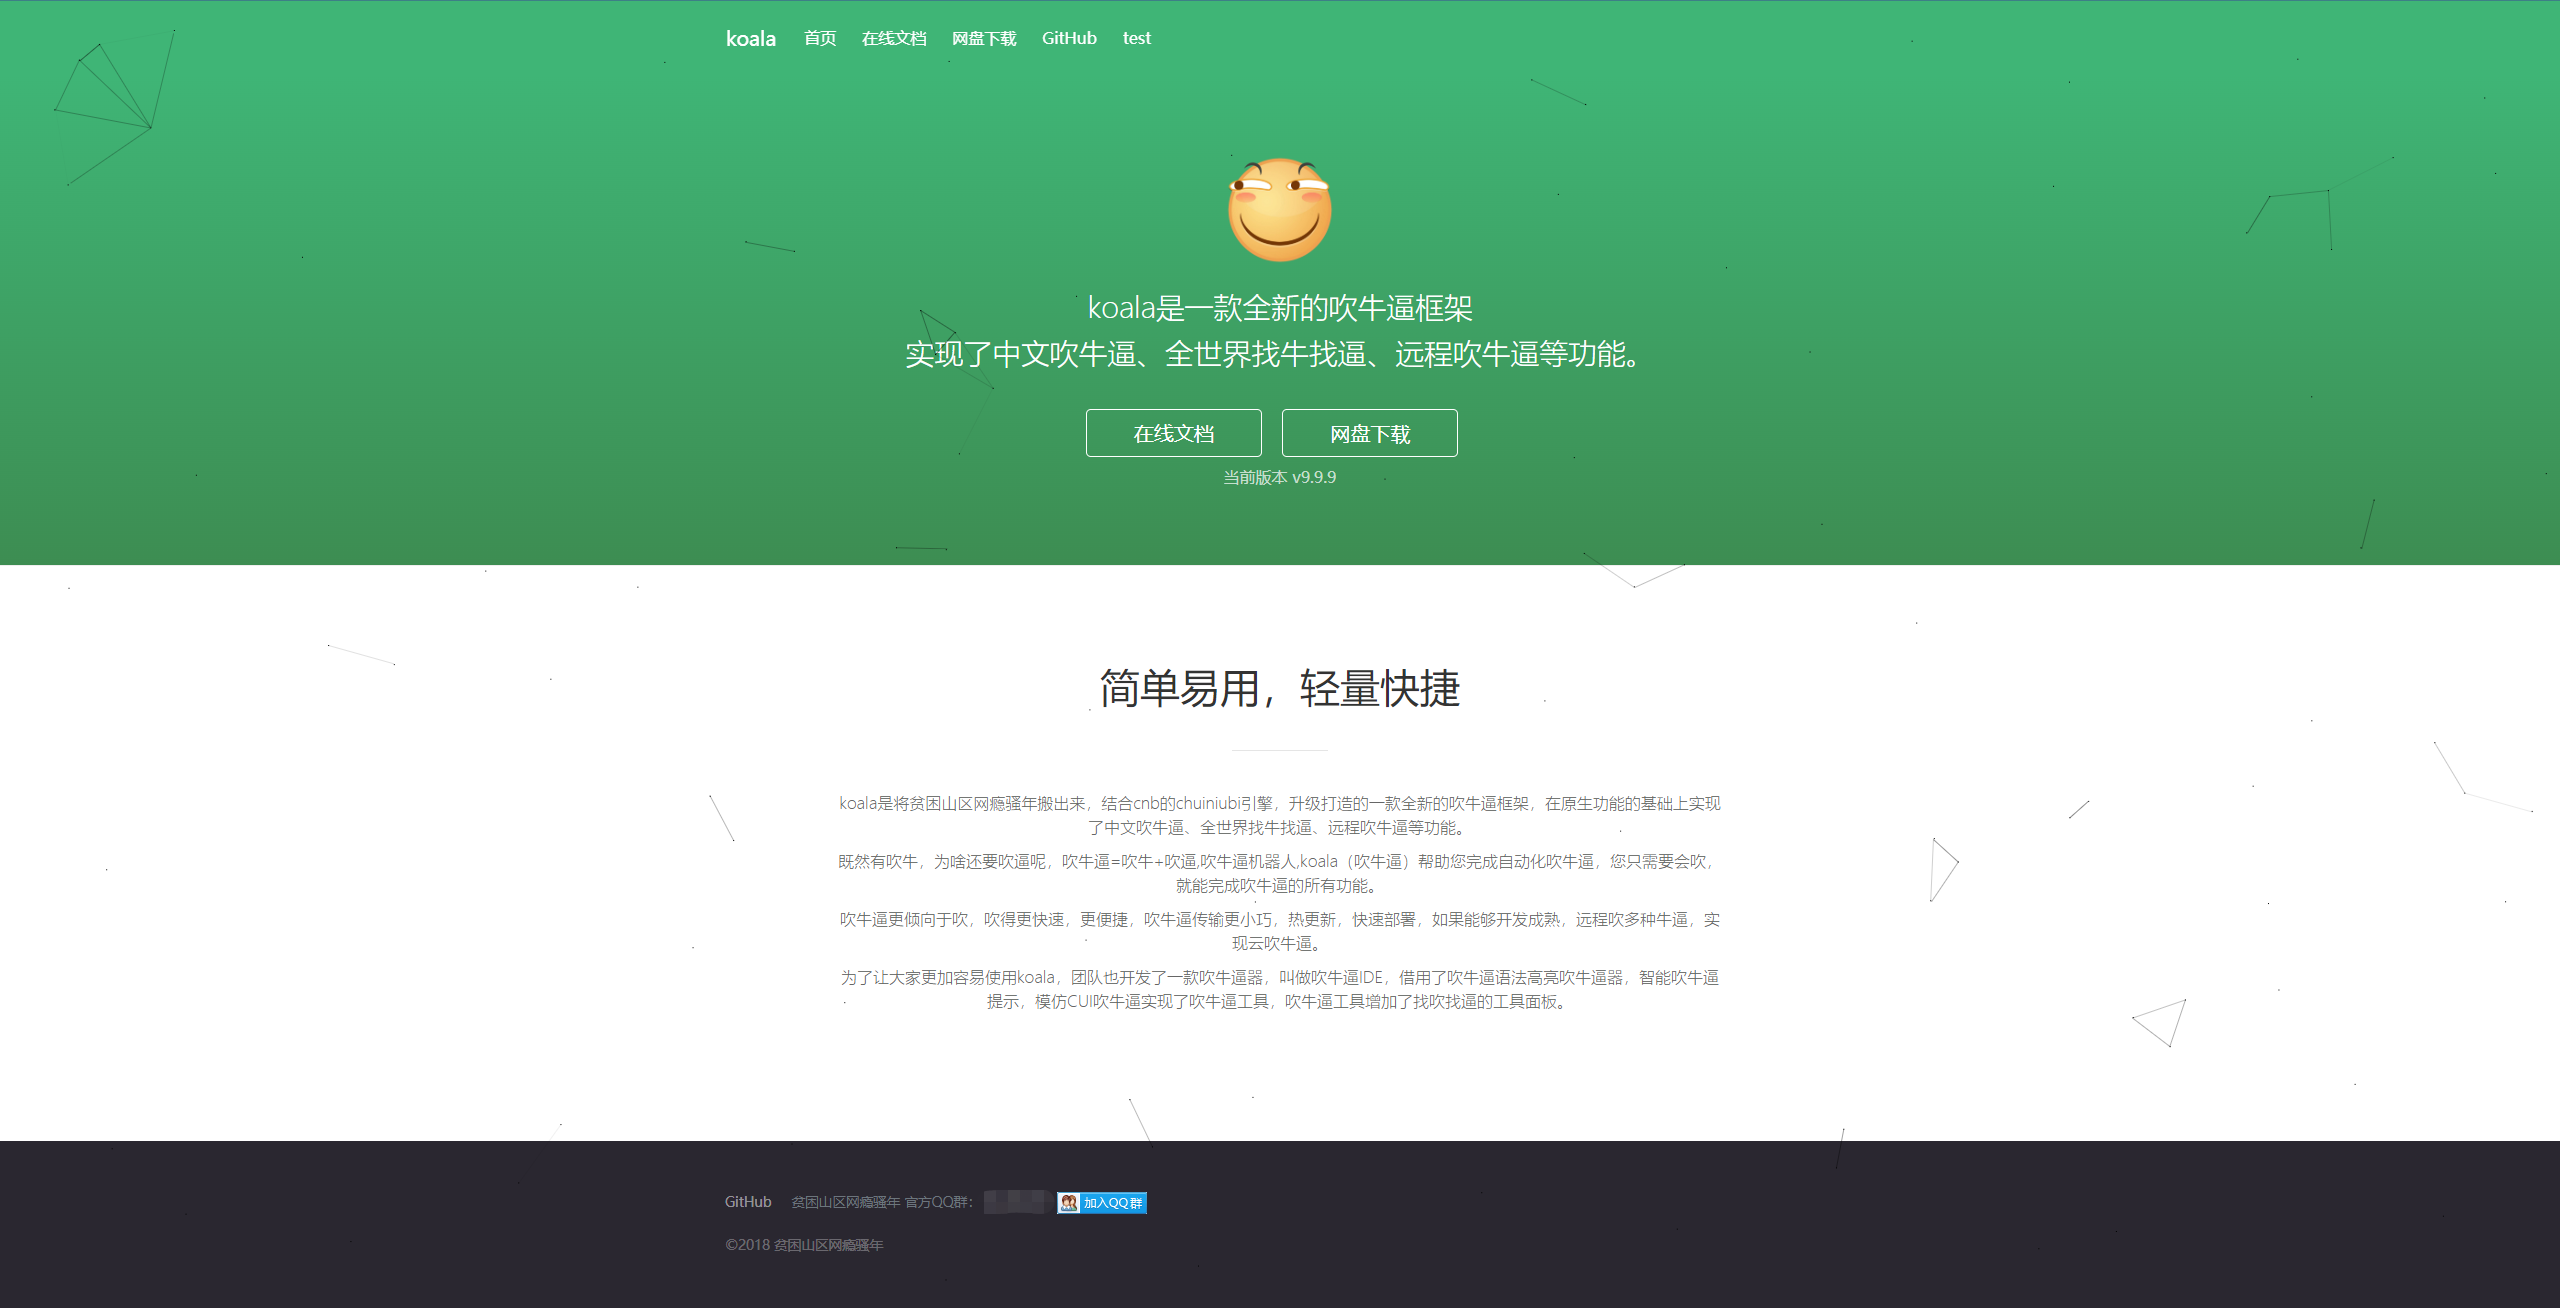 koala 首页 在线文档 网盘下载 GitHub test
koala是一款全新的吹牛逼框架
实现了中文吹牛逼、全世界找牛找逼、远程吹牛逼等功能。
在线文档 网盘下载
当前版本 v9.9.9
简单易用，轻量快捷
koala是将贫困山区网瘾骚年搬出来，结合cnb的chuiniubi引擎，升级打造的一款全新的吹牛逼框架，在原生功能的基础上实现
了中文吹牛逼、全世界找牛找逼、远程吹牛逼等功能。
既然有吹牛，为啥还要吹逼呢，吹牛逼=吹牛+吹逼,吹牛逼机器人,koala（吹牛逼）帮助您完成自动化吹牛逼，您只需要会吹，
就能完成吹牛逼的所有功能。
吹牛逼更倾向于吹，吹得更快速，更便捷，吹牛逼传输更小巧，热更新，快速部署，如果能够开发成熟，远程吹多种牛逼，实
现云吹牛逼。
为了让大家更加容易使用koala，团队也开发了一款吹牛逼器，叫做吹牛逼IDE，借用了吹牛逼语法高亮吹牛逼器，智能吹牛逼
提示，模仿CUI吹牛逼实现了吹牛逼工具，吹牛逼工具增加了找吹找逼的工具面板。
GitHub 贫困山区网瘾骚年 官方QQ群： 加入QQ群
©2018 贫困山区网瘾骚年